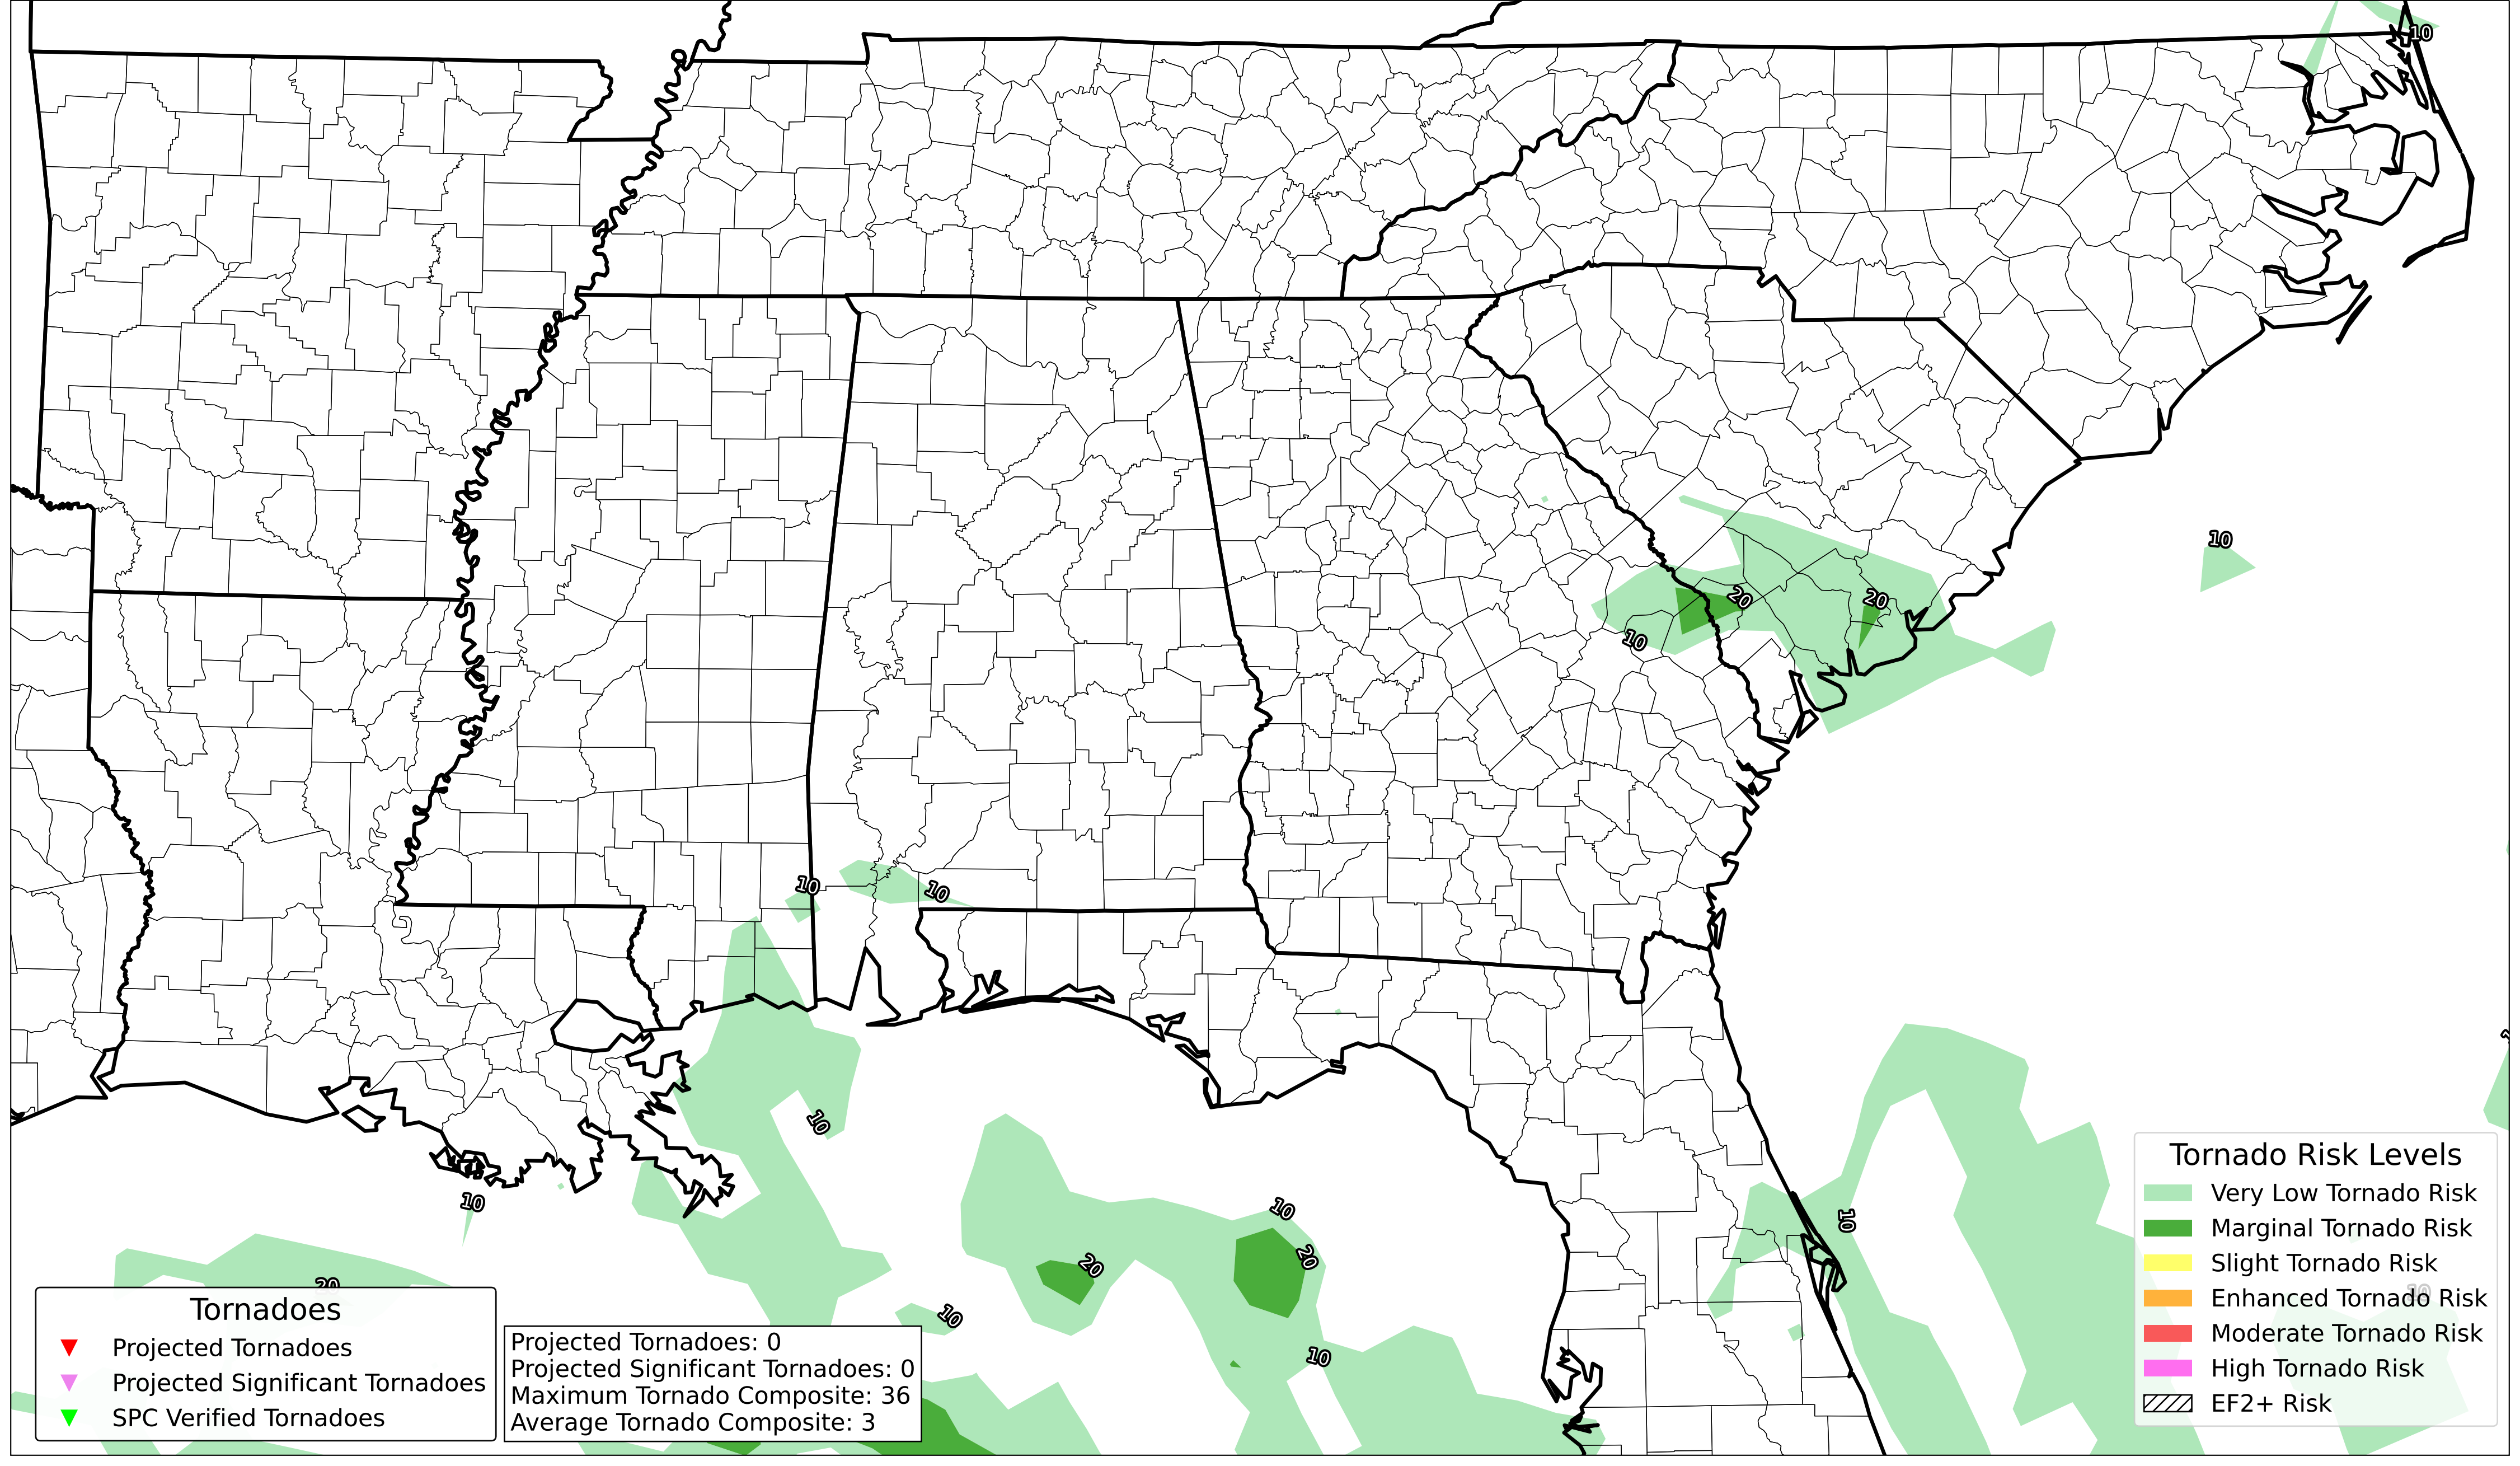 10
10
20
20
10
10
10
10
10
10
10
20
20
20
10
10
Tornadoes
Projected Tornadoes
Projected Significant Tornadoes
SPC Verified Tornadoes
Projected Tornadoes: 0
Projected Significant Tornadoes: 0
Maximum Tornado Composite: 36
Average Tornado Composite: 3
Tornado Risk Levels
Very Low Tornado Risk
Marginal Tornado Risk
Slight Tornado Risk
Enhanced Tornado Risk
Moderate Tornado Risk
High Tornado Risk
EF2+ Risk